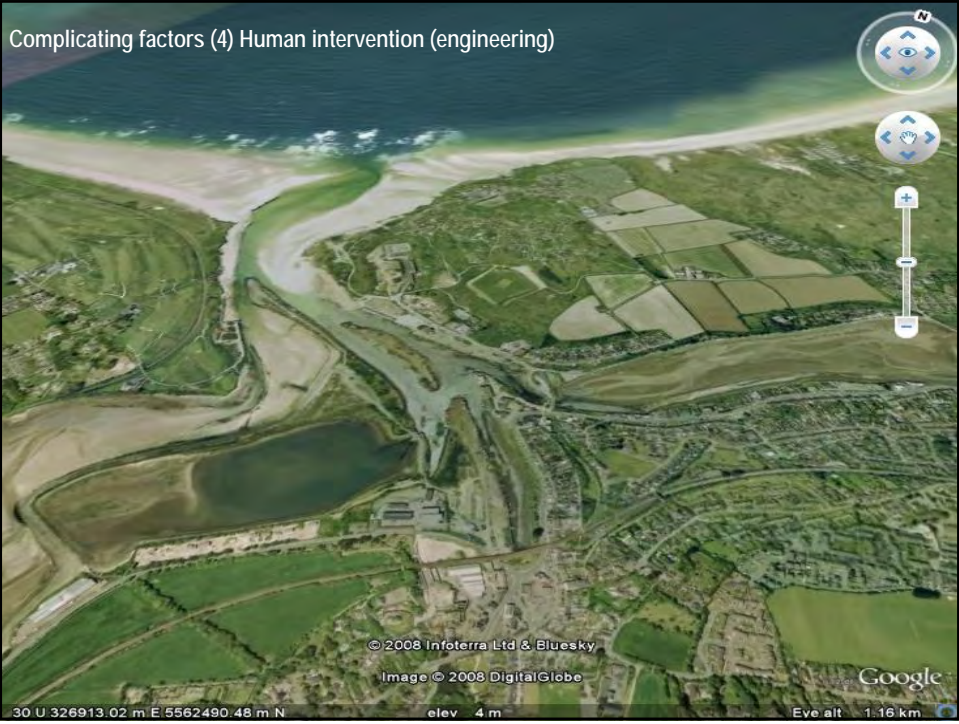 Complicating factors (4) Human intervention (engineering)
N
© 2008 Infoterra Ltd & Bluesky
Image © 2008 DigitalGlobe
Google
30 U 326913.02 m E 5562490.48 m N elev 4 m Eye alt 1.16 km